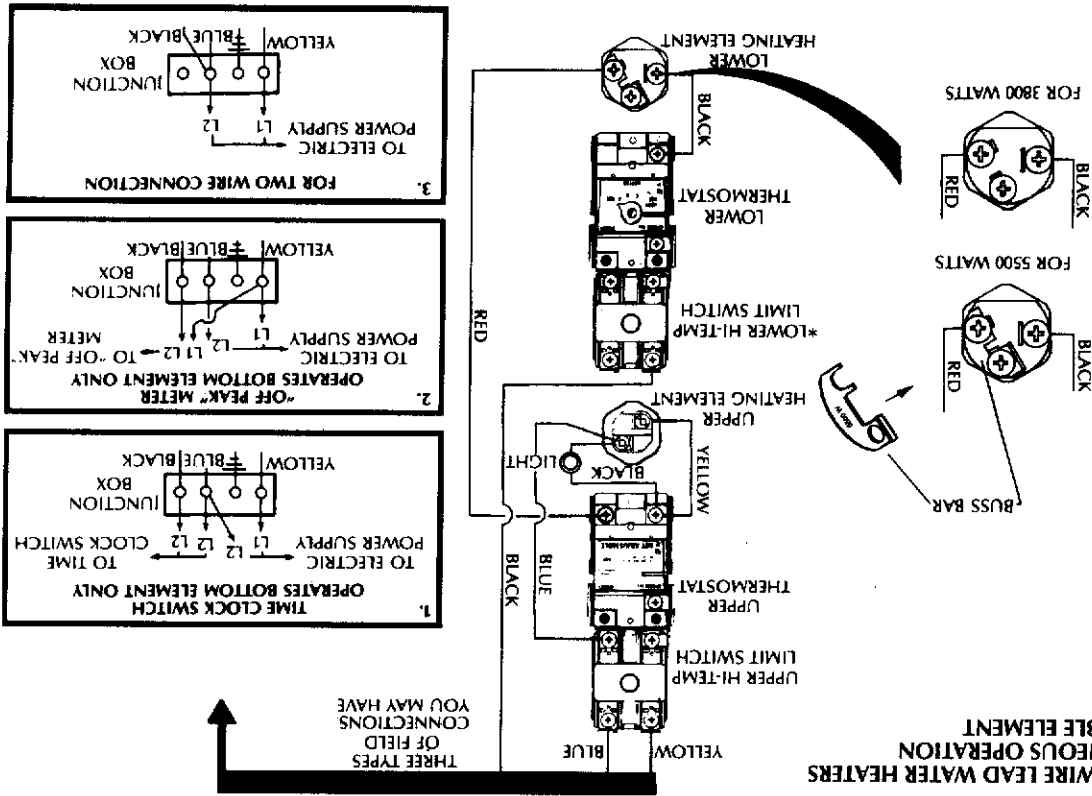 WIRE LEAD WATER HEATERS
EOUS OPERATION
BLE ELEMENT
YELLOW
BLUE
THREE TYPES
OF FIELD
CONNECTIONS
YOU MAY HAVE
UPPER HI-TEMP
LIMIT SWITCH
UPPER
THERMOSTAT
BLUE
BLACK
YELLOW
BLACK
LIGHT
UPPER
HEATING ELEMENT
*LOWER HI-TEMP
LIMIT SWITCH
RED
LOWER
THERMOSTAT
BLACK
LOWER
HEATING ELEMENT
BUSS BAR
BLACK
RED
FOR 5500 WATTS
BLACK
RED
FOR 3800 WATTS
1.
TIME CLOCK SWITCH
OPERATES BOTTOM ELEMENT ONLY
TO ELECTRIC
POWER SUPPLY
L1
L2
L2
L2
TO TIME
CLOCK SWITCH
JUNCTION
BOX
YELLOW
BLUE
BLACK
2.
"OFF PEAK" METER
OPERATES BOTTOM ELEMENT ONLY
TO ELECTRIC
POWER SUPPLY
L1
L2
L1
L2
TO "OFF PEAK"
METER
JUNCTION
BOX
YELLOW
BLUE
BLACK
3.
FOR TWO WIRE CONNECTION
TO ELECTRIC
POWER SUPPLY
L1
L2
JUNCTION
BOX
YELLOW
BLUE
BLACK